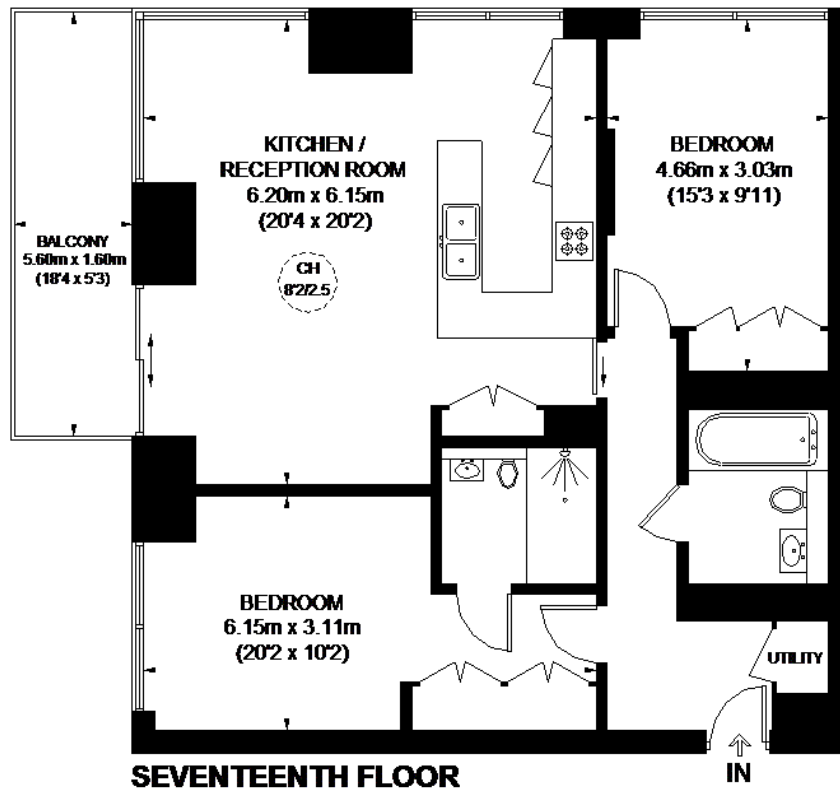 KITCHEN /
RECEPTION ROOM
6.20m x 6.15m
(20'4 x 20'2)
BEDROOM
4.66m x 3.03m
(15'3 x 9'11)
BALCONY
5.60m x 1.60m
(18'4 x 5'3)
CH
8'2/2.5
BEDROOM
6.15m x 3.11m
(20'2 x 10'2)
UTILITY
IN
SEVENTEENTH FLOOR